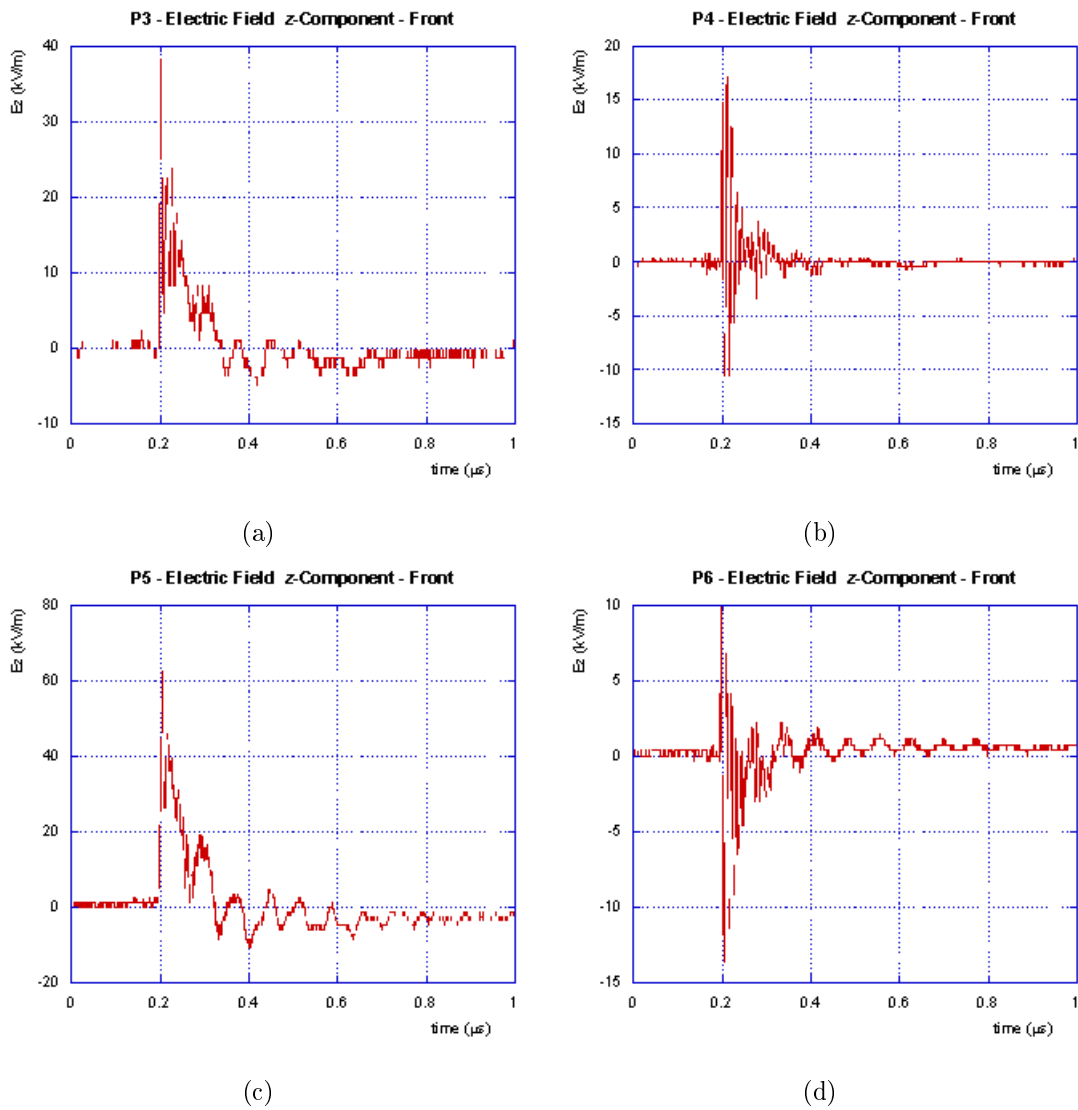 P3 - Electric Field z-Component - Front
Ez (kV/m)
40
30
20
10
0
-10
0 0.2 0.4 0.6 0.8 1
time (μs)
(a)
P4 - Electric Field z-Component - Front
Ez (kV/m)
20
15
10
5
0
-5
-10
-15
0 0.2 0.4 0.6 0.8 1
time (μs)
(b)
P5 - Electric Field z-Component - Front
Ez (kV/m)
80
60
40
20
0
-20
0 0.2 0.4 0.6 0.8 1
time (μs)
(c)
P6 - Electric Field z-Component - Front
Ez (kV/m)
10
5
0
-5
-10
-15
0 0.2 0.4 0.6 0.8 1
time (μs)
(d)